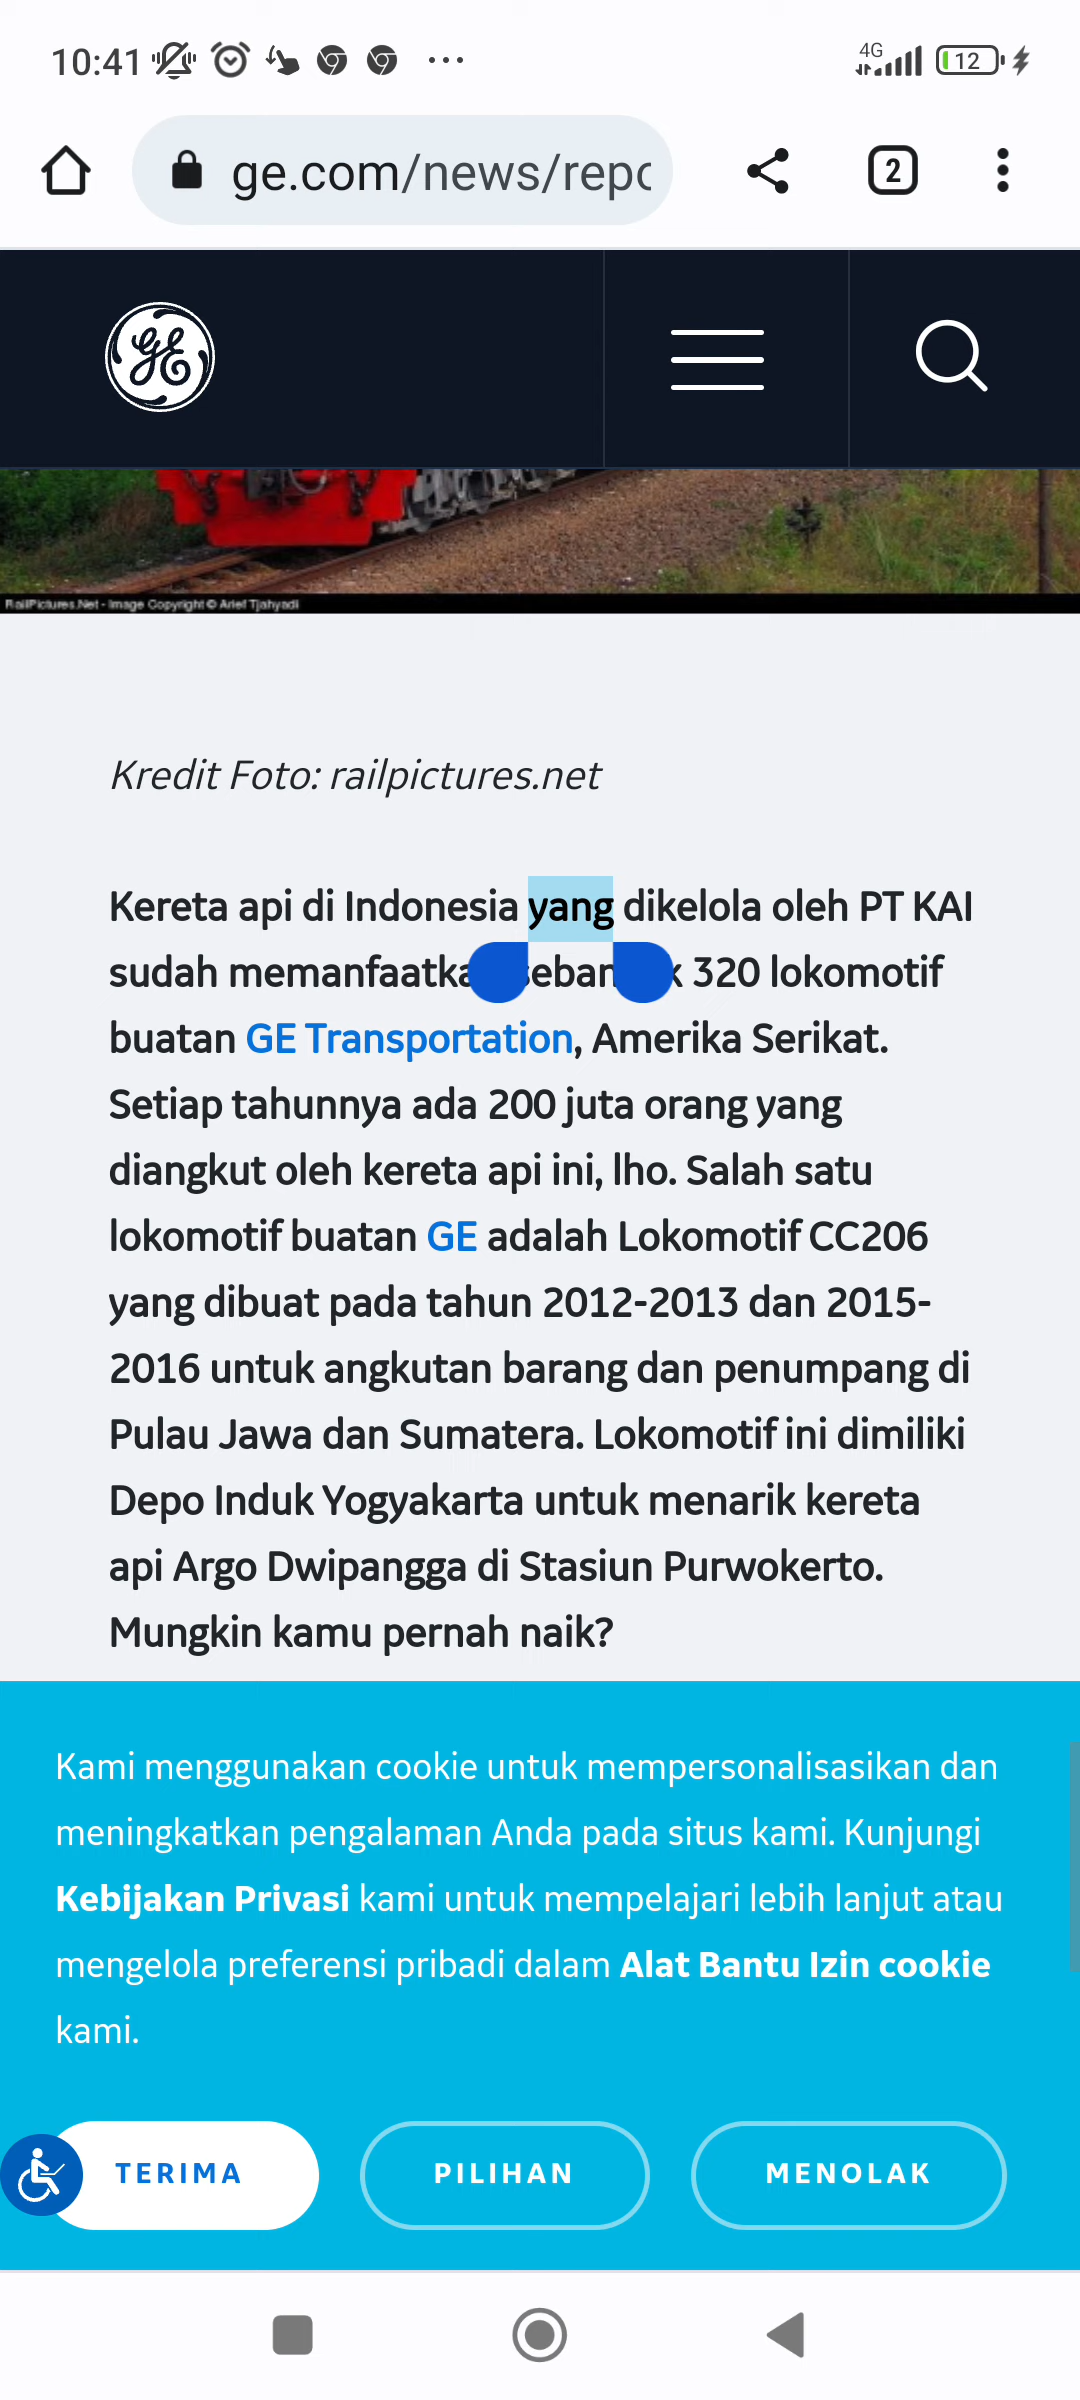 10:41
4G
12
ge.com/news/repo
2
GE
RailPictures.Net - Image Copyright © Arief Tjahyadi
Kredit Foto: railpictures.net
Kereta api di Indonesia yang dikelola oleh PT KAI
sudah 320 lokomotif
buatan GE Transportation, Amerika Serikat.
Setiap tahunnya ada 200 juta orang yang
diangkut oleh kereta api ini, lho. Salah satu
lokomotif buatan GE adalah Lokomotif CC206
yang dibuat pada tahun 2012-2013 dan 2015-
2016 untuk angkutan barang dan penumpang di
Pulau Jawa dan Sumatera. Lokomotif ini dimiliki
Depo Induk Yogyakarta untuk menarik kereta
api Argo Dwipangga di Stasiun Purwokerto.
Mungkin kamu pernah naik?
Kami menggunakan cookie untuk mempersonalisasikan dan
meningkatkan pengalaman Anda pada situs kami. Kunjungi
Kebijakan Privasi kami untuk mempelajari lebih lanjut atau
mengelola preferensi pribadi dalam Alat Bantu Izin cookie
kami.
TERIMA
PILIHAN
MENOLAK